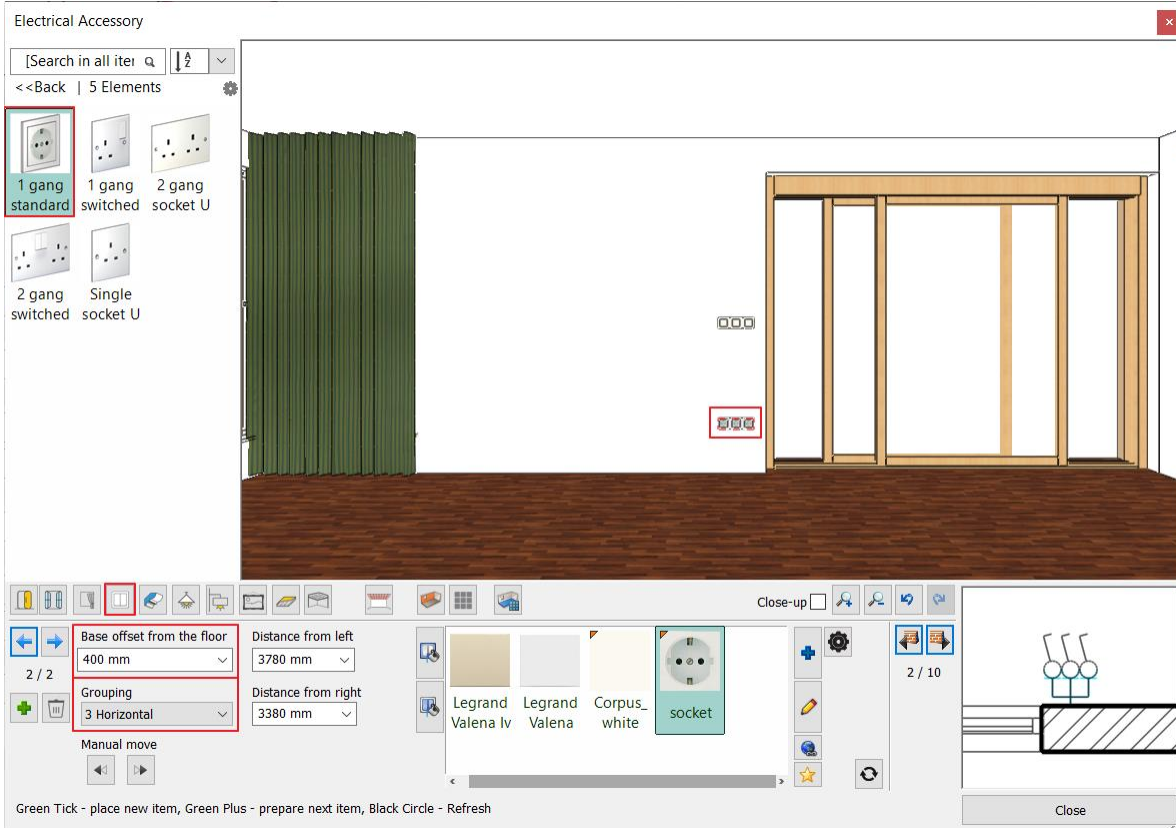 Electrical Accessory
[Search in all iter
A
Z
<<Back | 5 Elements
1 gang
standard
1 gang
switched
2 gang
socket U
2 gang
switched
Single
socket U
Close-up
Base offset from the floor
400 mm
Distance from left
3780 mm
2 / 2
Grouping
3 Horizontal
Distance from right
3380 mm
Manual move
Legrand
Valena Iv
Legrand
Valena
Corpus_
white
socket
2 / 10
Green Tick - place new item, Green Plus - prepare next item, Black Circle - Refresh
Close